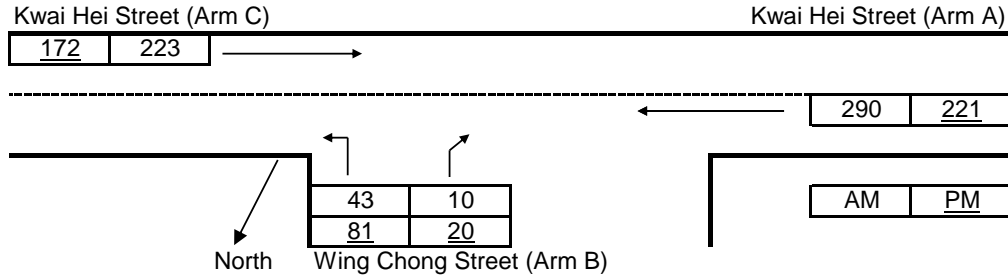 Kwai Hei Street (Arm C) Kwai Hei Street (Arm A)
172 223
290 221
43 10
81 20
AM PM
North Wing Chong Street (Arm B)